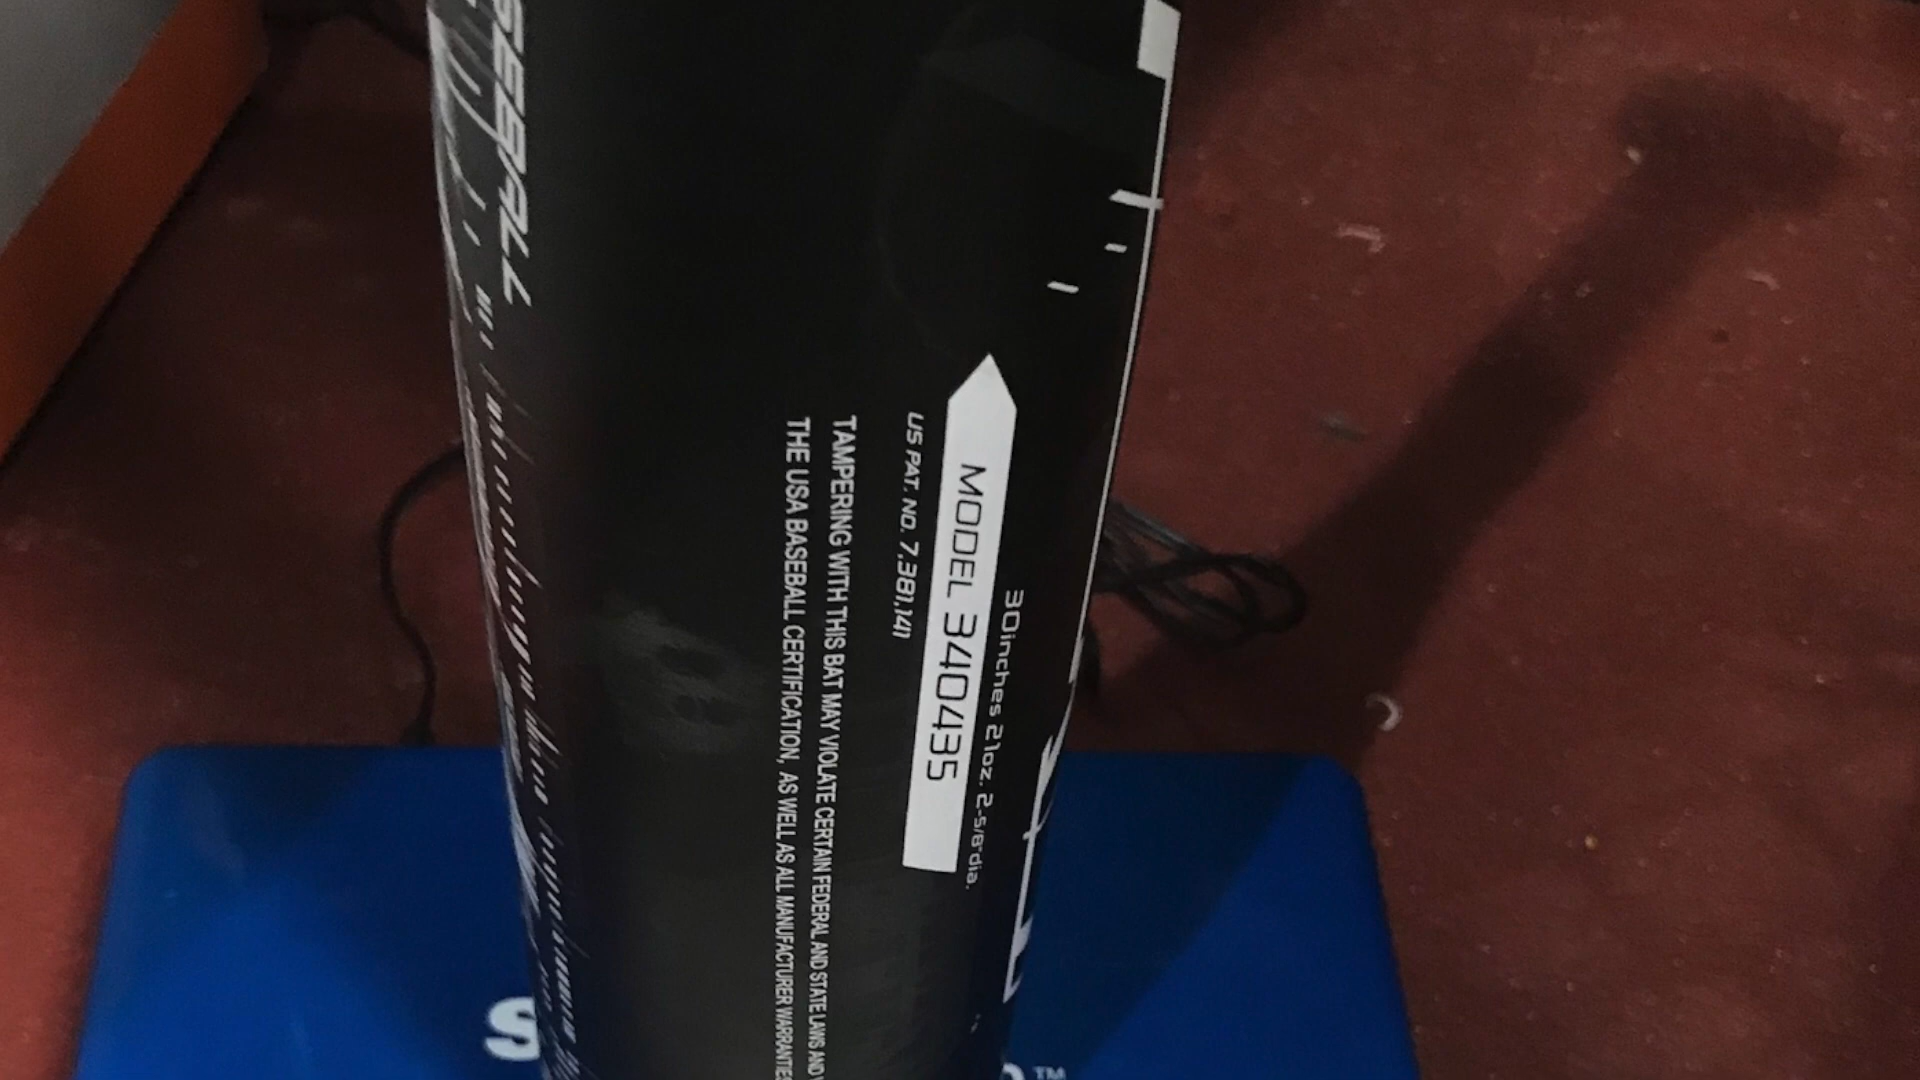 30inches 21oz. 2-5/8"dia.
MODEL 340435
US PAT. NO. 7,381,141
TAMPERING WITH THIS BAT MAY VIOLATE CERTAIN FEDERAL AND STATE LAWS AND
THE USA BASEBALL CERTIFICATION, AS WELL AS ALL MANUFACTURER WARRANTIES
S
TM